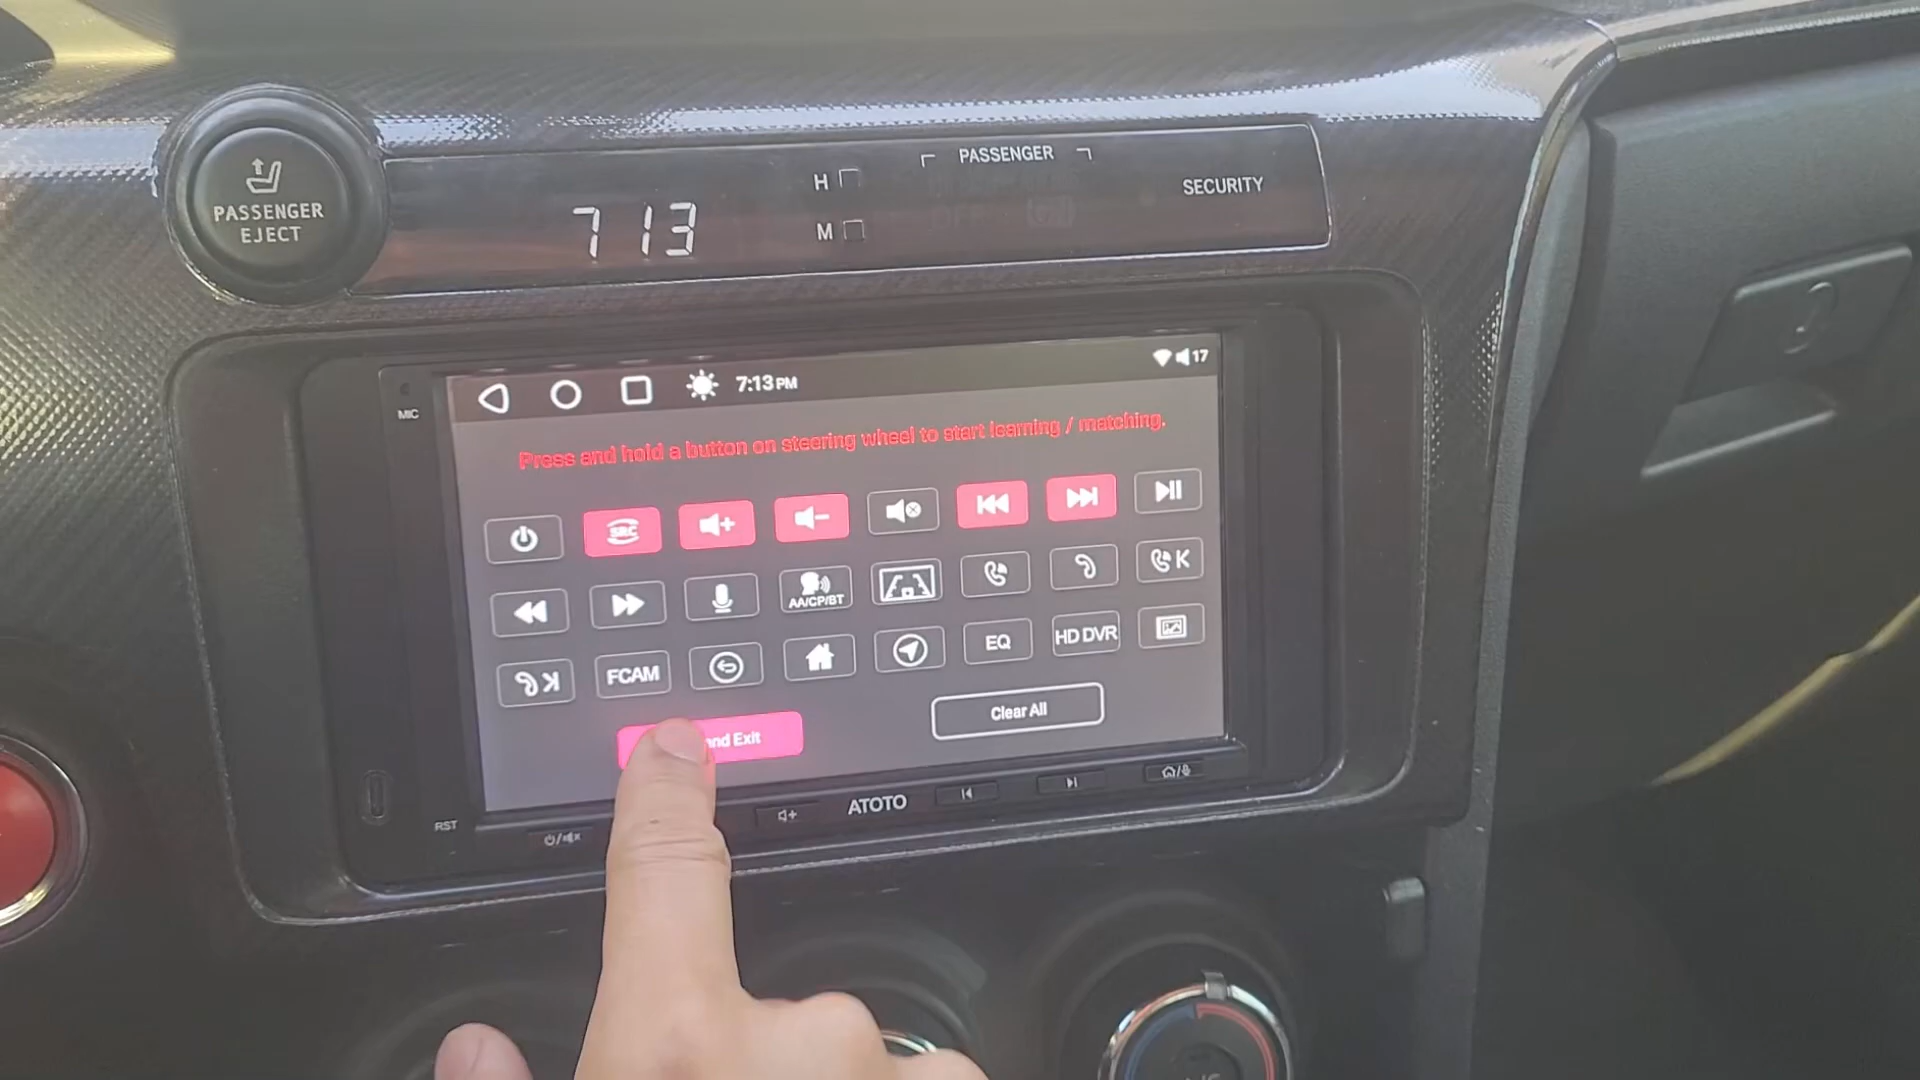 PASSENGER
EJECT
713
H
M
PASSENGER
SECURITY
MIC
7:13 PM
17
Press and hold a button on steering wheel to start learning / matching.
SRC
AA/CP/BT
K
K
FCAM
EQ
HD DVR
and Exit
Clear All
RST
ATOTO